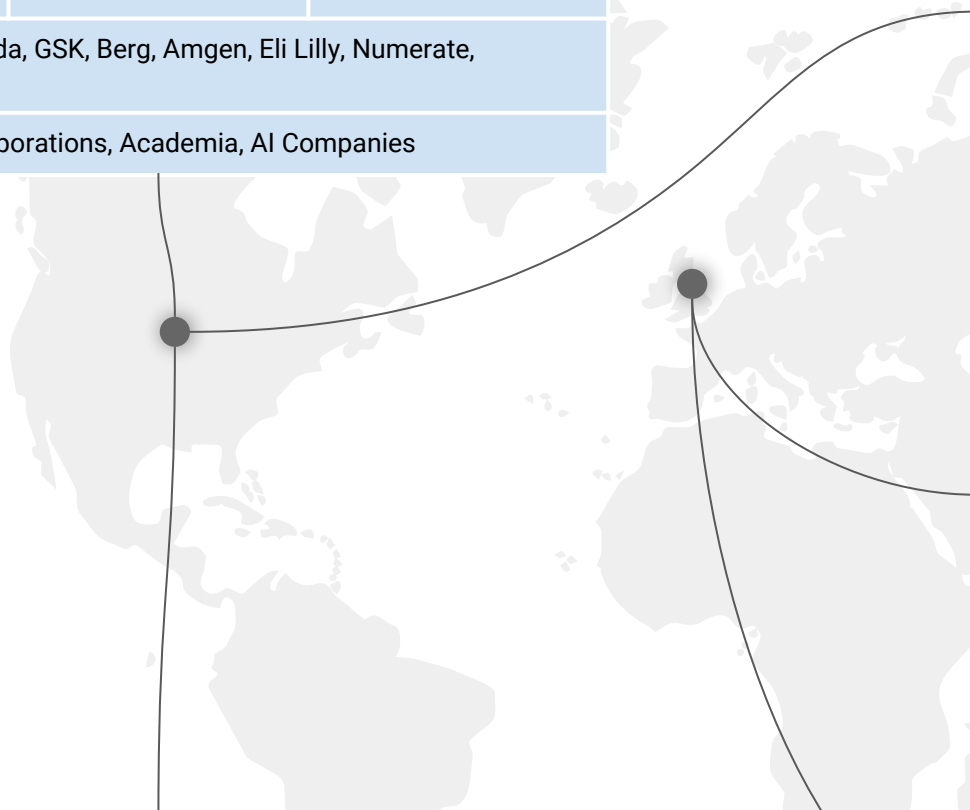 da, GSK, Berg, Amgen, Eli Lilly, Numerate,
porations, Academia, AI Companies